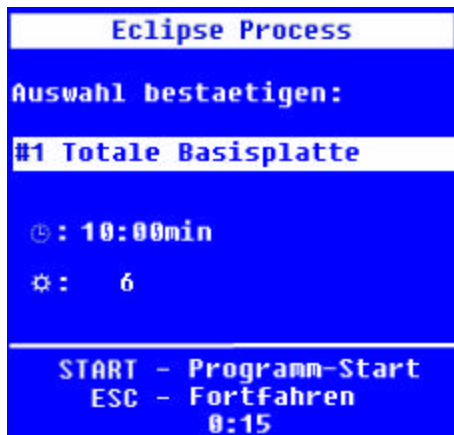 Eclipse Process
Auswahl bestaetigen:
#1 Totale Basisplatte
: 10:00min
: 6
START - Programm-Start
ESC - Fortfahren
0:15